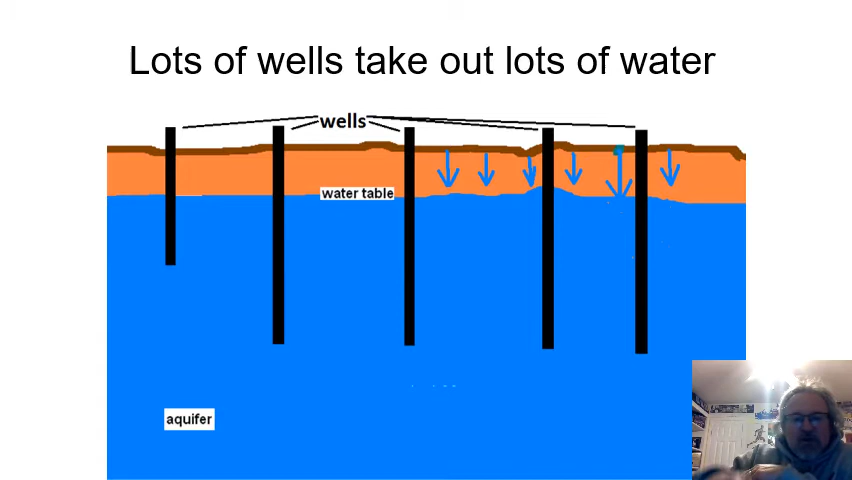 Lots of wells take out lots of water
wells
water table
aquifer